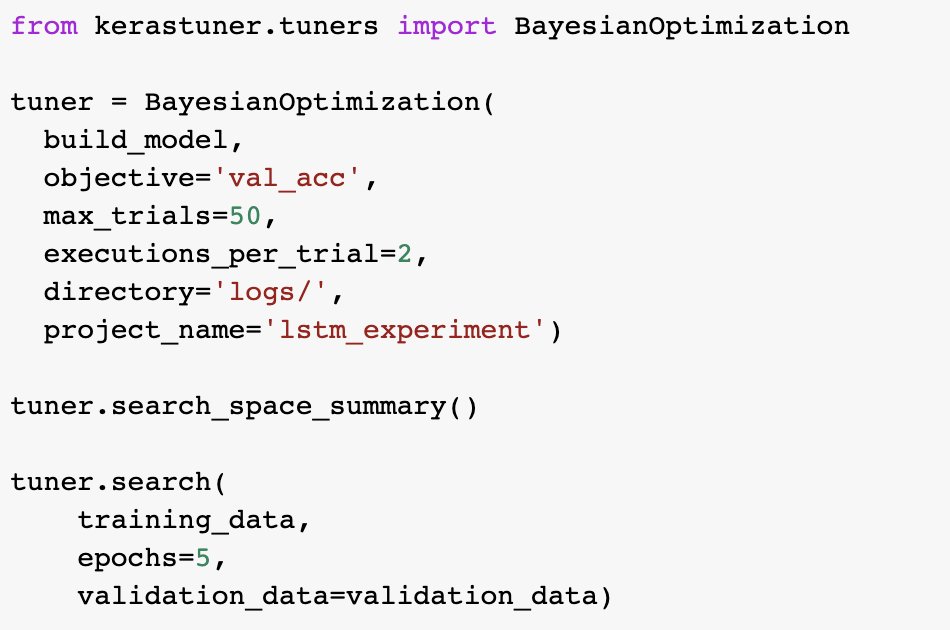 from kerastuner.tuners import BayesianOptimization

tuner = BayesianOptimization(
  build_model,
  objective='val_acc',
  max_trials=50,
  executions_per_trial=2,
  directory='logs/',
  project_name='lstm_experiment')

tuner.search_space_summary()

tuner.search(
    training_data,
    epochs=5,
    validation_data=validation_data)